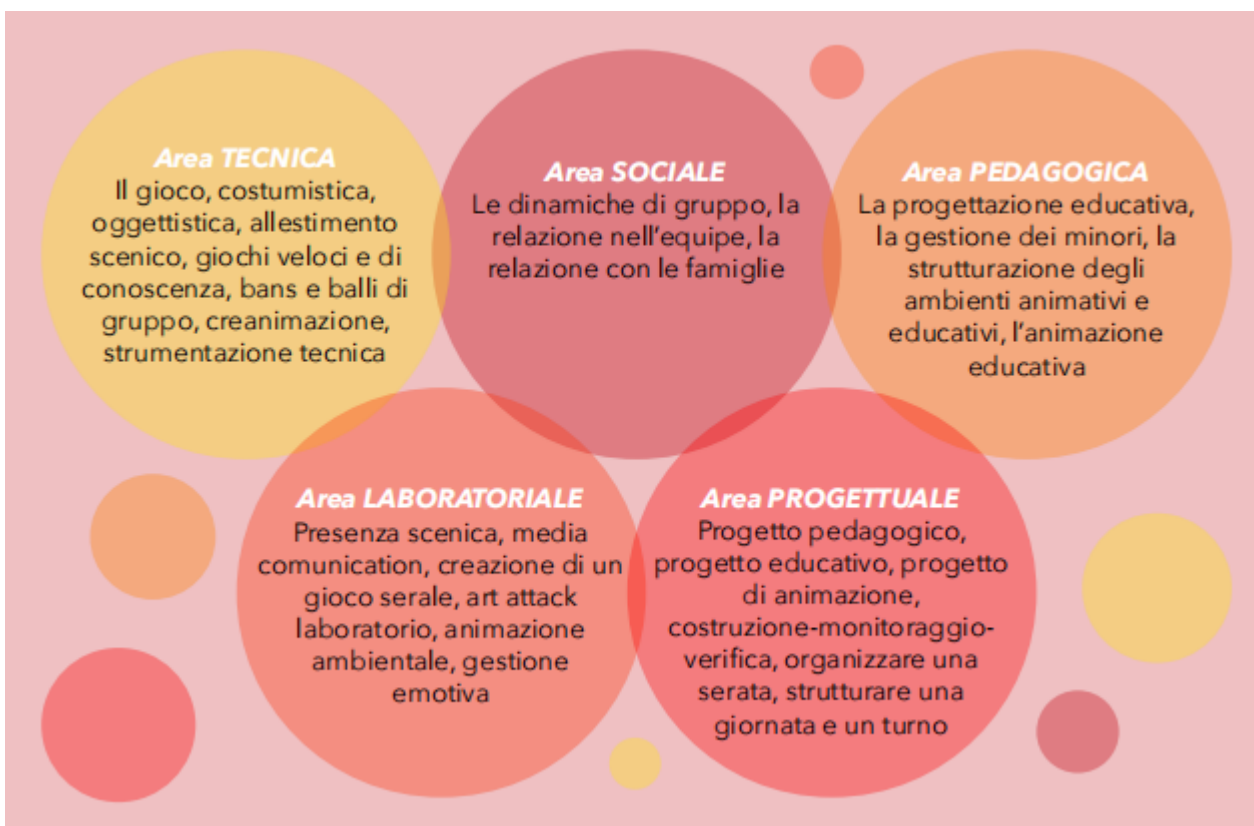 Area TECNICA
Il gioco, costumistica,
oggettistica, allestimento
scenico, giochi veloci e di
conoscenza, bans e balli di
gruppo, creanimazione,
strumentazione tecnica
Area SOCIALE
Le dinamiche di gruppo, la
relazione nell'equipe, la
relazione con le famiglie
Area PEDAGOGICA
La progettazione educativa,
la gestione dei minori, la
strutturazione degli
ambienti animativi e
educativi, l'animazione
educativa
Area LABORATORIALE
Presenza scenica, media
comunication, creazione di un
gioco serale, art attack
laboratorio, animazione
ambientale, gestione
emotiva
Area PROGETTUALE
Progetto pedagogico,
progetto educativo, progetto
di animazione,
costruzione-monitoraggio-
verifica, organizzare una
serata, strutturare una
giornata e un turno